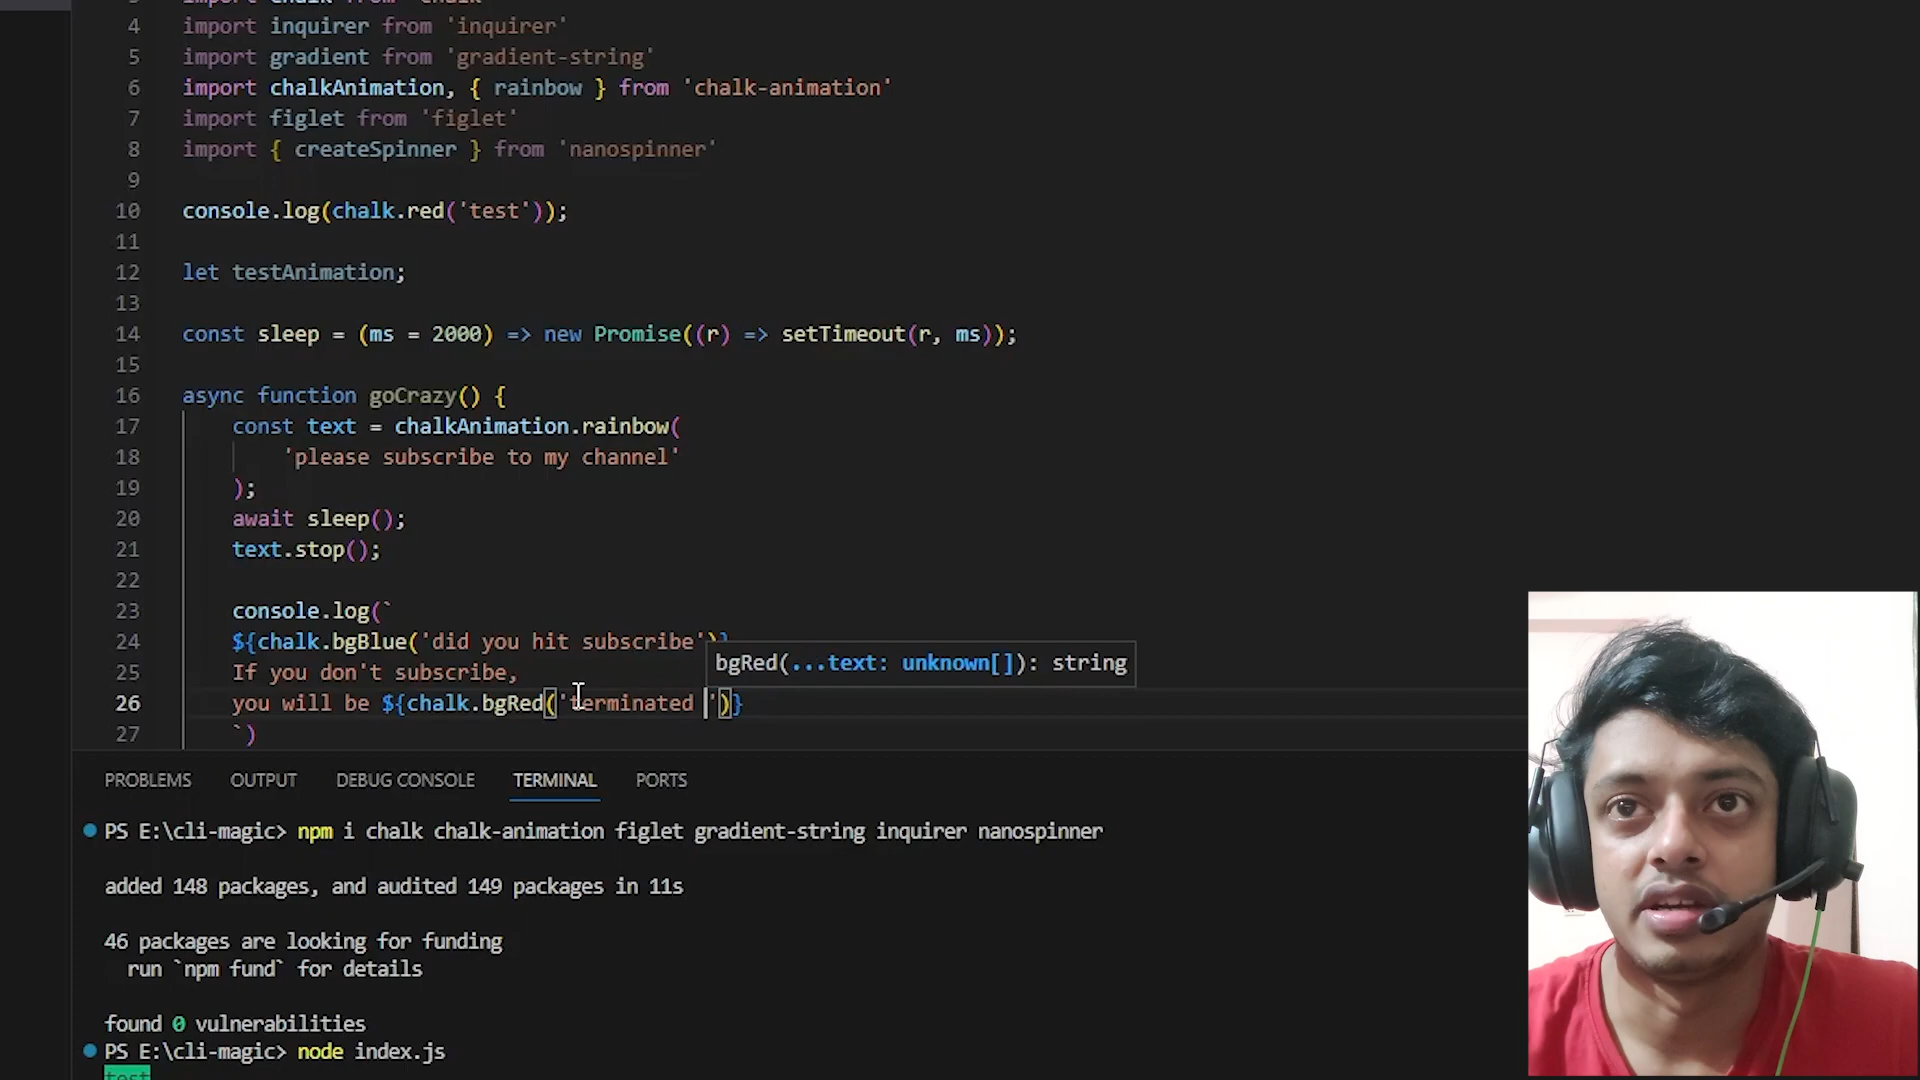 import chalk from 'chalk'
4 import inquirer from 'inquirer'
5 import gradient from 'gradient-string'
6 import chalkAnimation, { rainbow } from 'chalk-animation'
7 import figlet from 'figlet'
8 import { createSpinner } from 'nanospinner'
9
10 console.log(chalk.red('test'));
11
12 let testAnimation;
13
14 const sleep = (ms = 2000) => new Promise((r) => setTimeout(r, ms));
15
16 async function goCrazy() {
17 const text = chalkAnimation.rainbow(
18 'please subscribe to my channel'
19 );
20 await sleep();
21 text.stop();
22
23 console.log(`
24 ${chalk.bgBlue('did you hit subscribe')}
bgRed(...text: unknown[]): string
25 If you don't subscribe,
26 you will be ${chalk.bgRed('terminated ')}
27 `)
PROBLEMS OUTPUT DEBUG CONSOLE TERMINAL PORTS
PS E:\cli-magic> npm i chalk chalk-animation figlet gradient-string inquirer nanospinner
added 148 packages, and audited 149 packages in 11s
46 packages are looking for funding
run `npm fund` for details
found 0 vulnerabilities
PS E:\cli-magic> node index.js
test